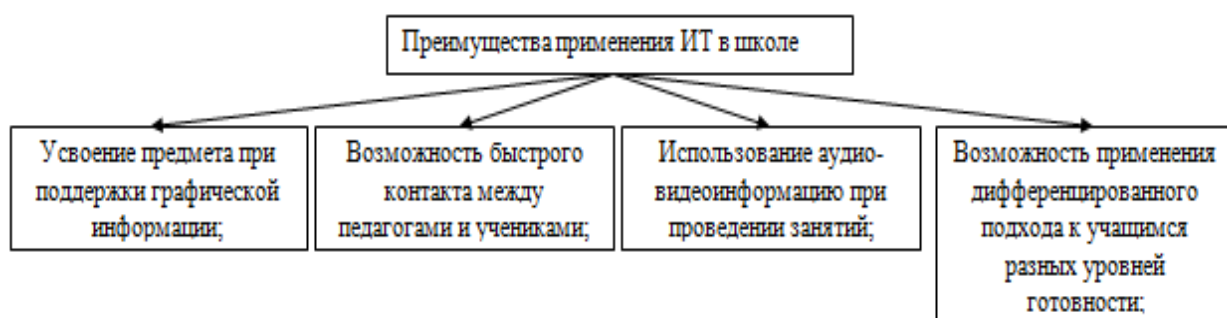 Преимущества применения ИТ в школе
Усвоение предмета при
поддержки графической
информации;
Возможность быстрого
контакта между
педагогами и учениками;
Использование аудио-
видеоинформацию при
проведении занятий;
Возможность применения
дифференцированного
подхода к учащимся
разных уровней
готовности;